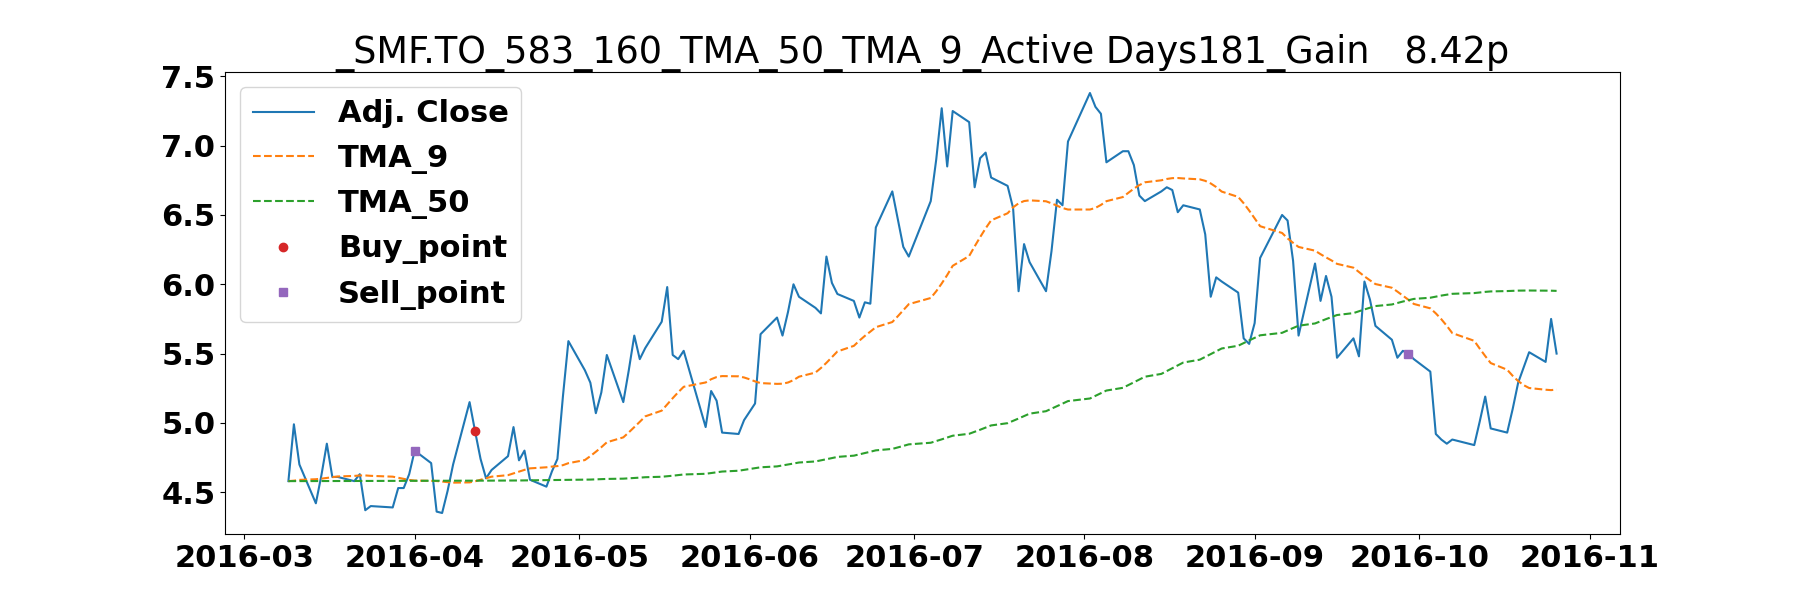 _SMF.TO_583_160_TMA_50_TMA_9_Active Days181_Gain   8.42p
7.5
7.0
6.5
6.0
5.5
5.0
4.5
Adj. Close
TMA_9
TMA_50
Buy_point
Sell_point
2016-03 2016-04 2016-05 2016-06 2016-07 2016-08 2016-09 2016-10 2016-11